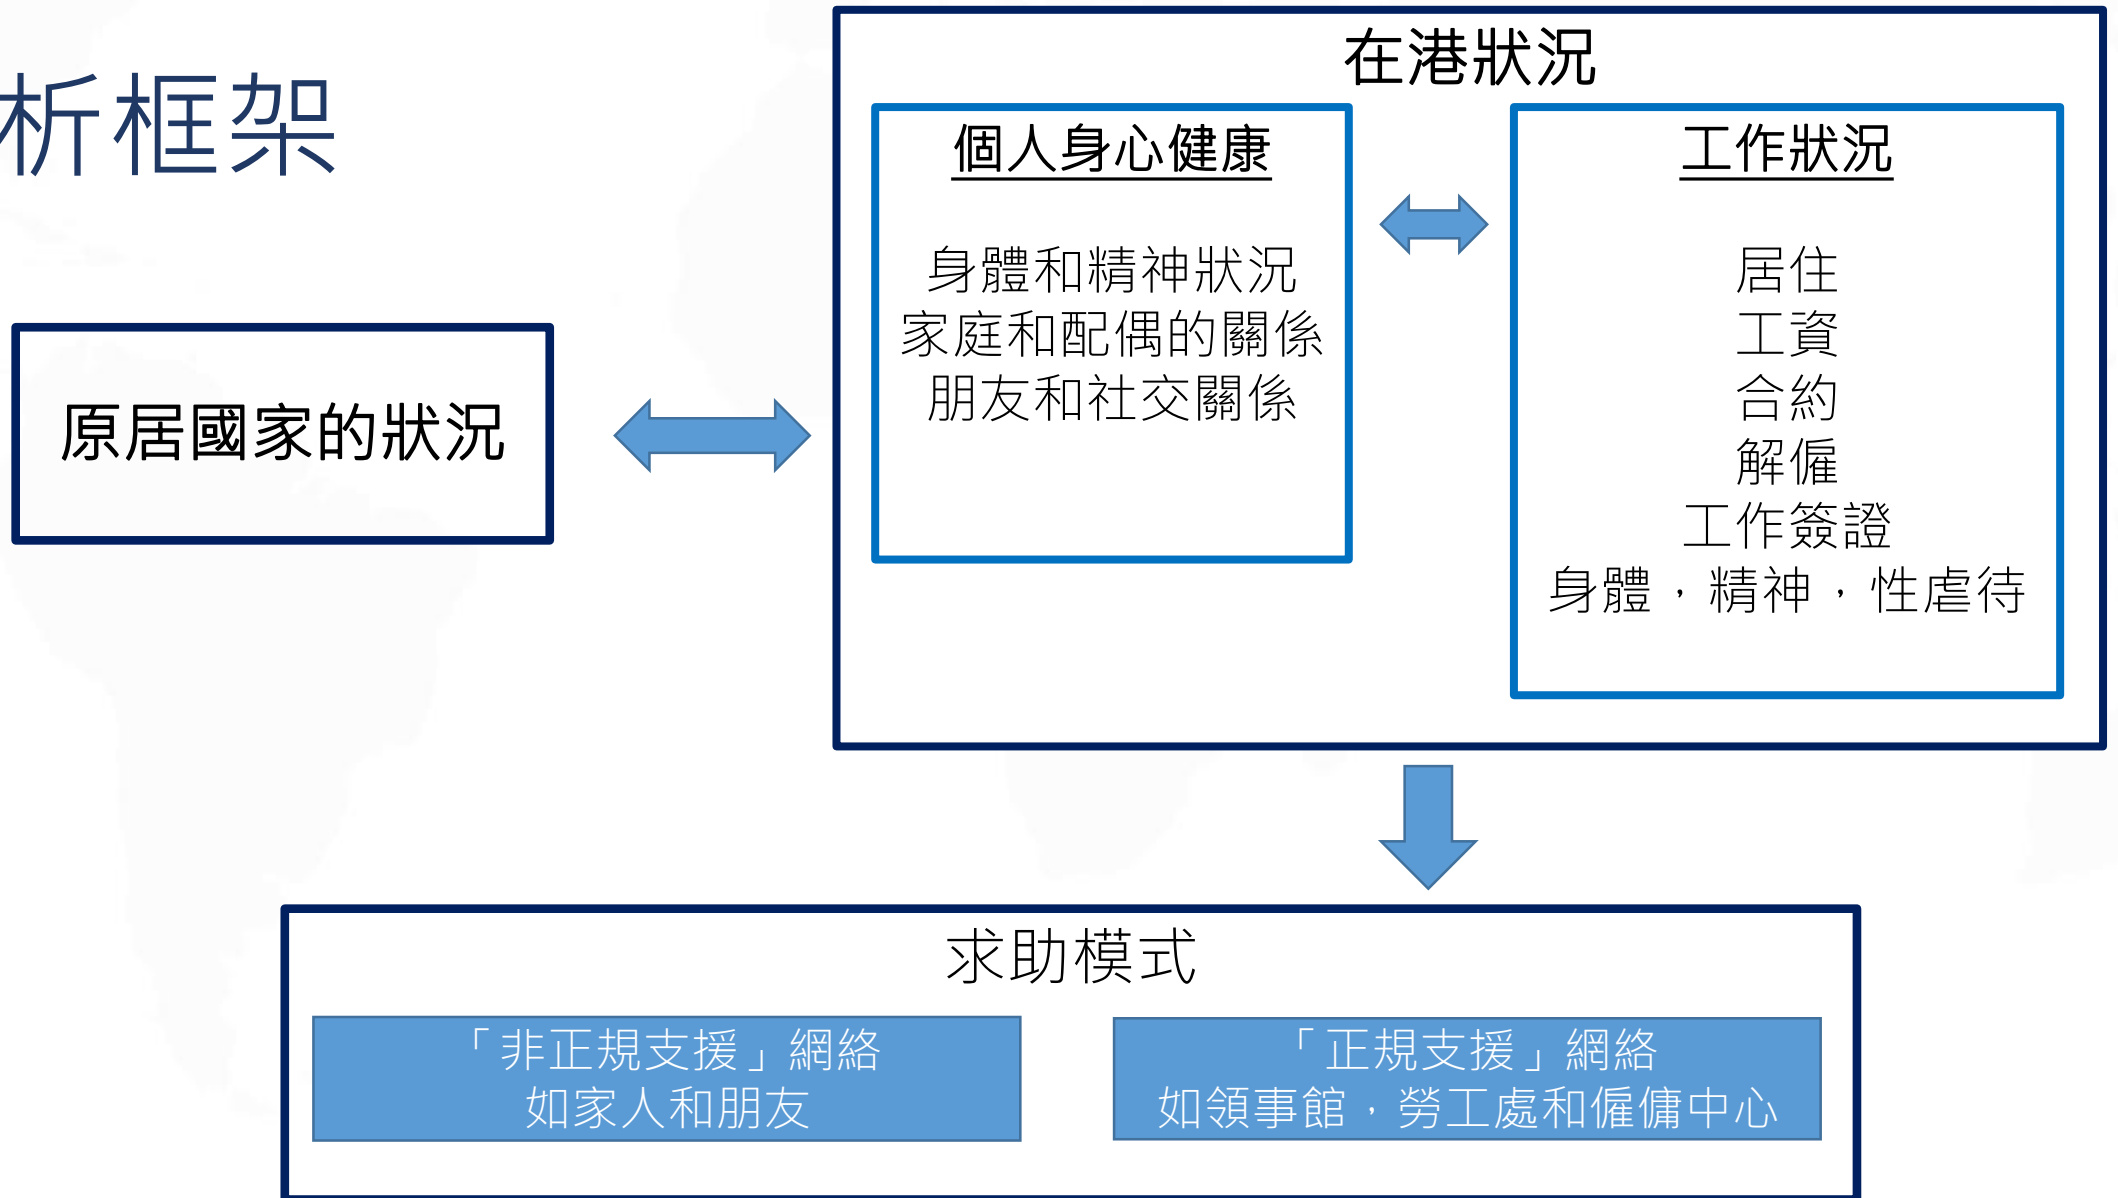 析框架
在港狀況
個人身心健康
身體和精神狀況
家庭和配偶的關係
朋友和社交關係
工作狀況
居住
工資
合約
解僱
工作簽證
身體，精神，性虐待
原居國家的狀況
求助模式
「非正規支援」網絡
如家人和朋友
「正規支援」網絡
如領事館，勞工處和僱傭中心